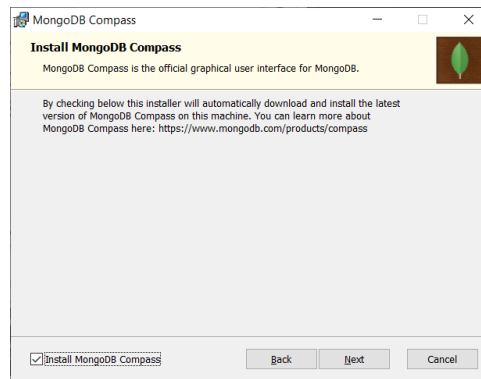 MongoDB Compass
Install MongoDB Compass
MongoDB Compass is the official graphical user interface for MongoDB.
By checking below this installer will automatically download and install the latest
version of MongoDB Compass on this machine. You can learn more about
MongoDB Compass here: https://www.mongodb.com/products/compass
Install MongoDB Compass Back Next Cancel